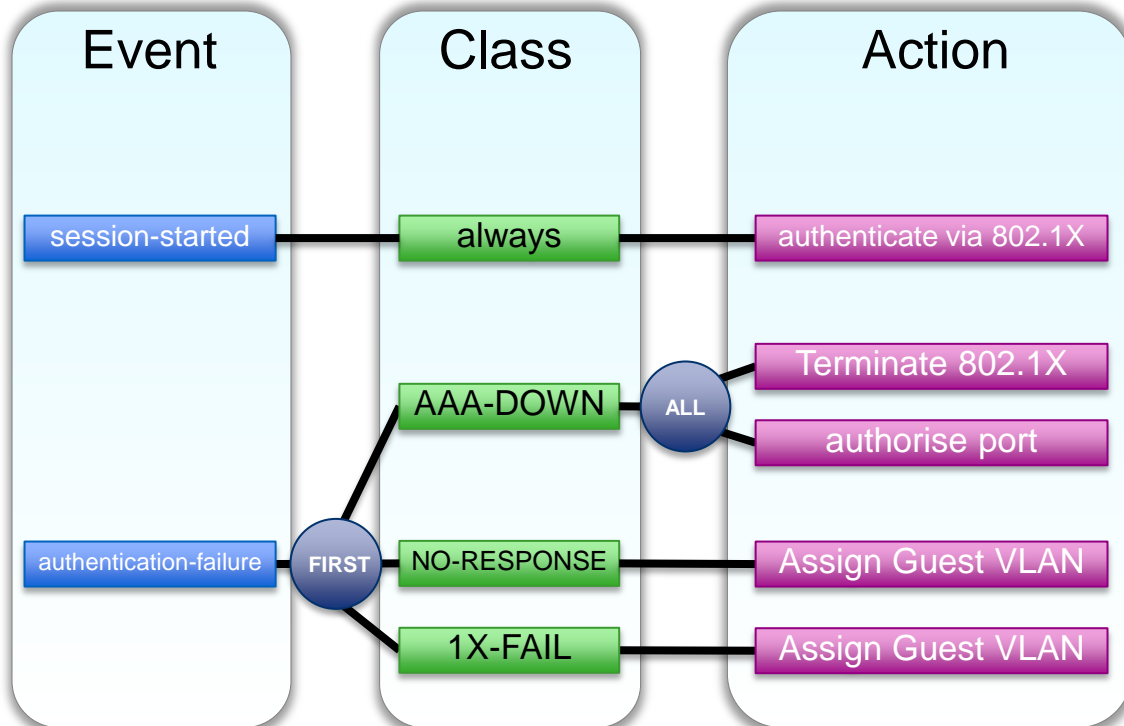 Event
Class
Action
session-started
always
authenticate via 802.1X
Terminate 802.1X
AAA-DOWN
ALL
authorise port
authentication-failure
FIRST
NO-RESPONSE
Assign Guest VLAN
1X-FAIL
Assign Guest VLAN